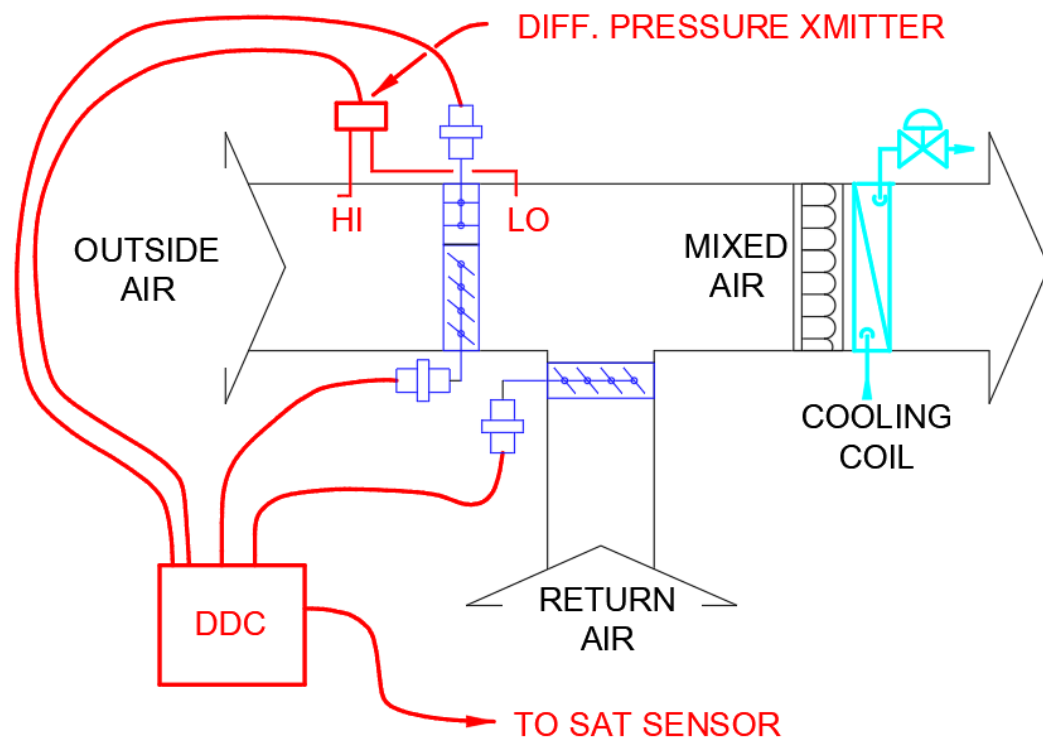 DIFF. PRESSURE XMITTER
HI
LO
OUTSIDE
AIR
MIXED
AIR
COOLING
COIL
RETURN
AIR
DDC
TO SAT SENSOR